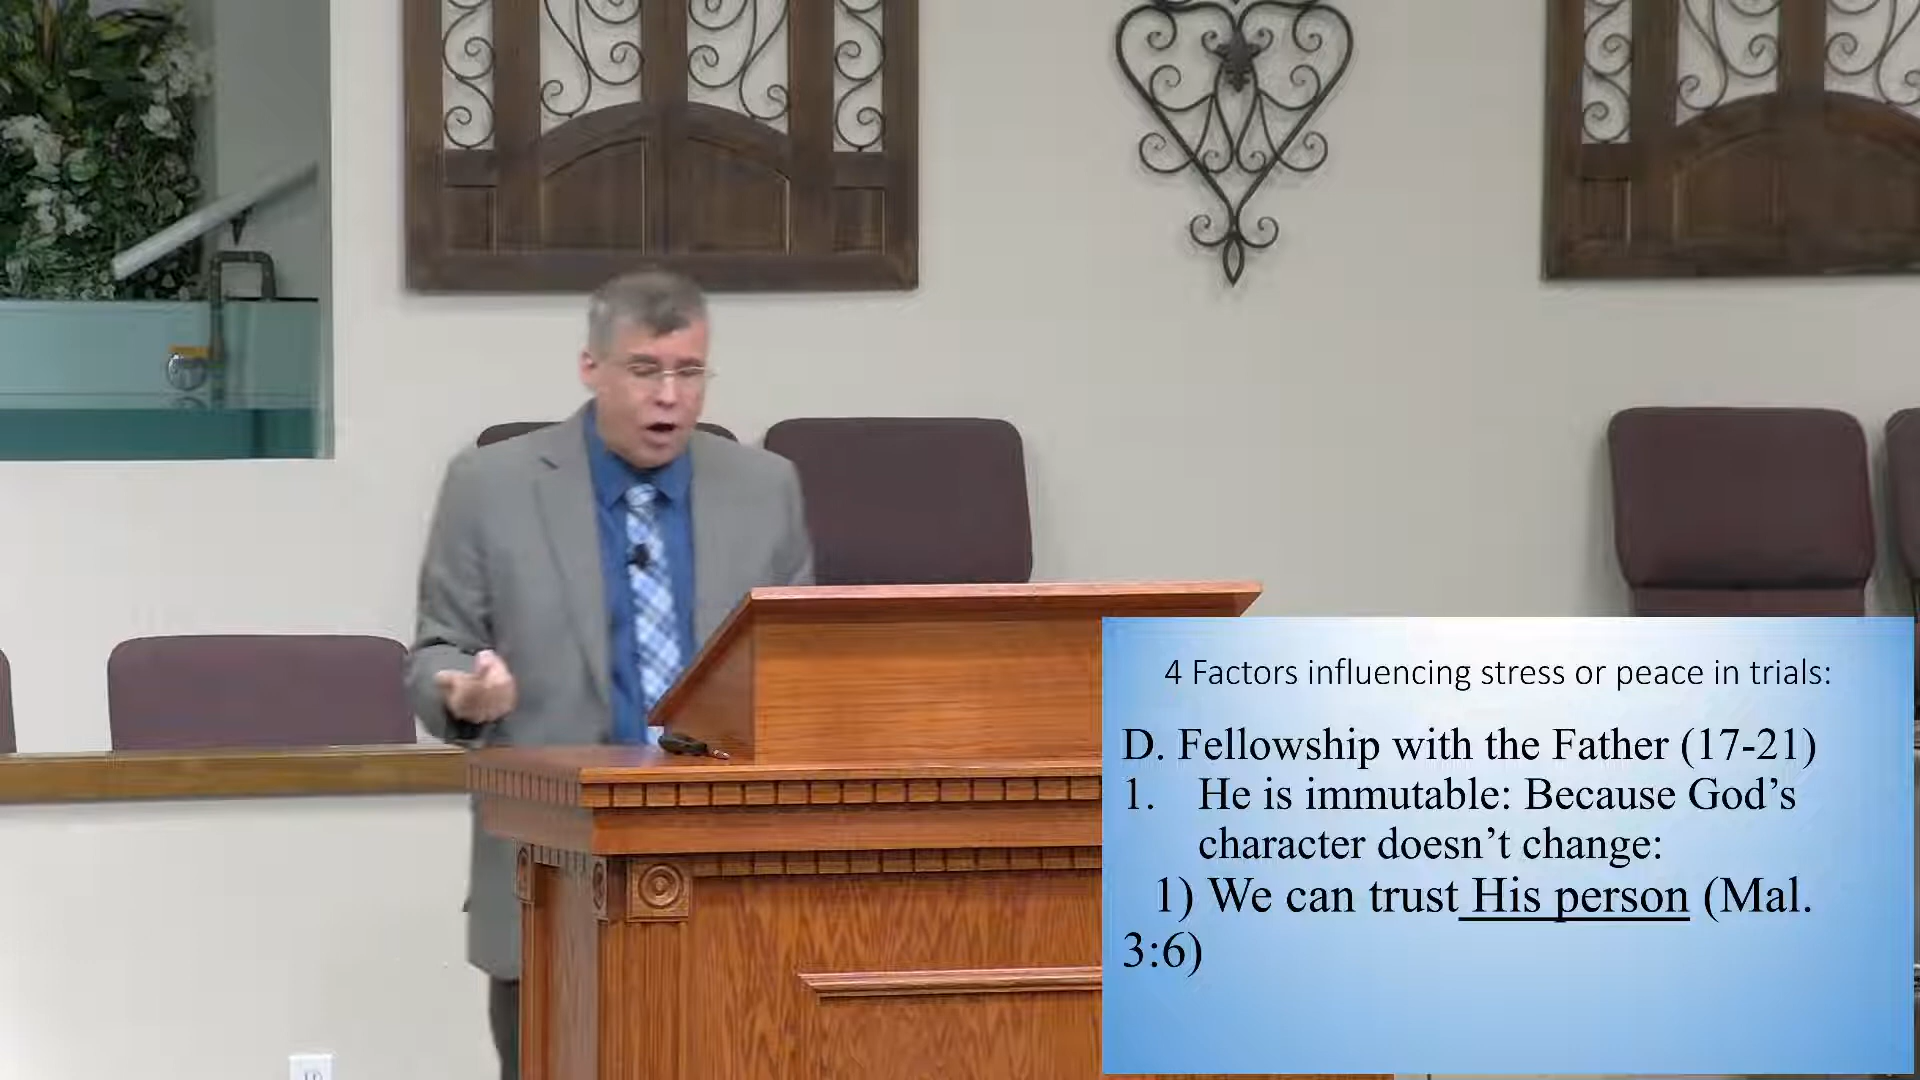 4 Factors influencing stress or peace in trials:
D. Fellowship with the Father (17-21)
1. He is immutable: Because God’s
character doesn’t change:
1) We can trust His person (Mal.
3:6)